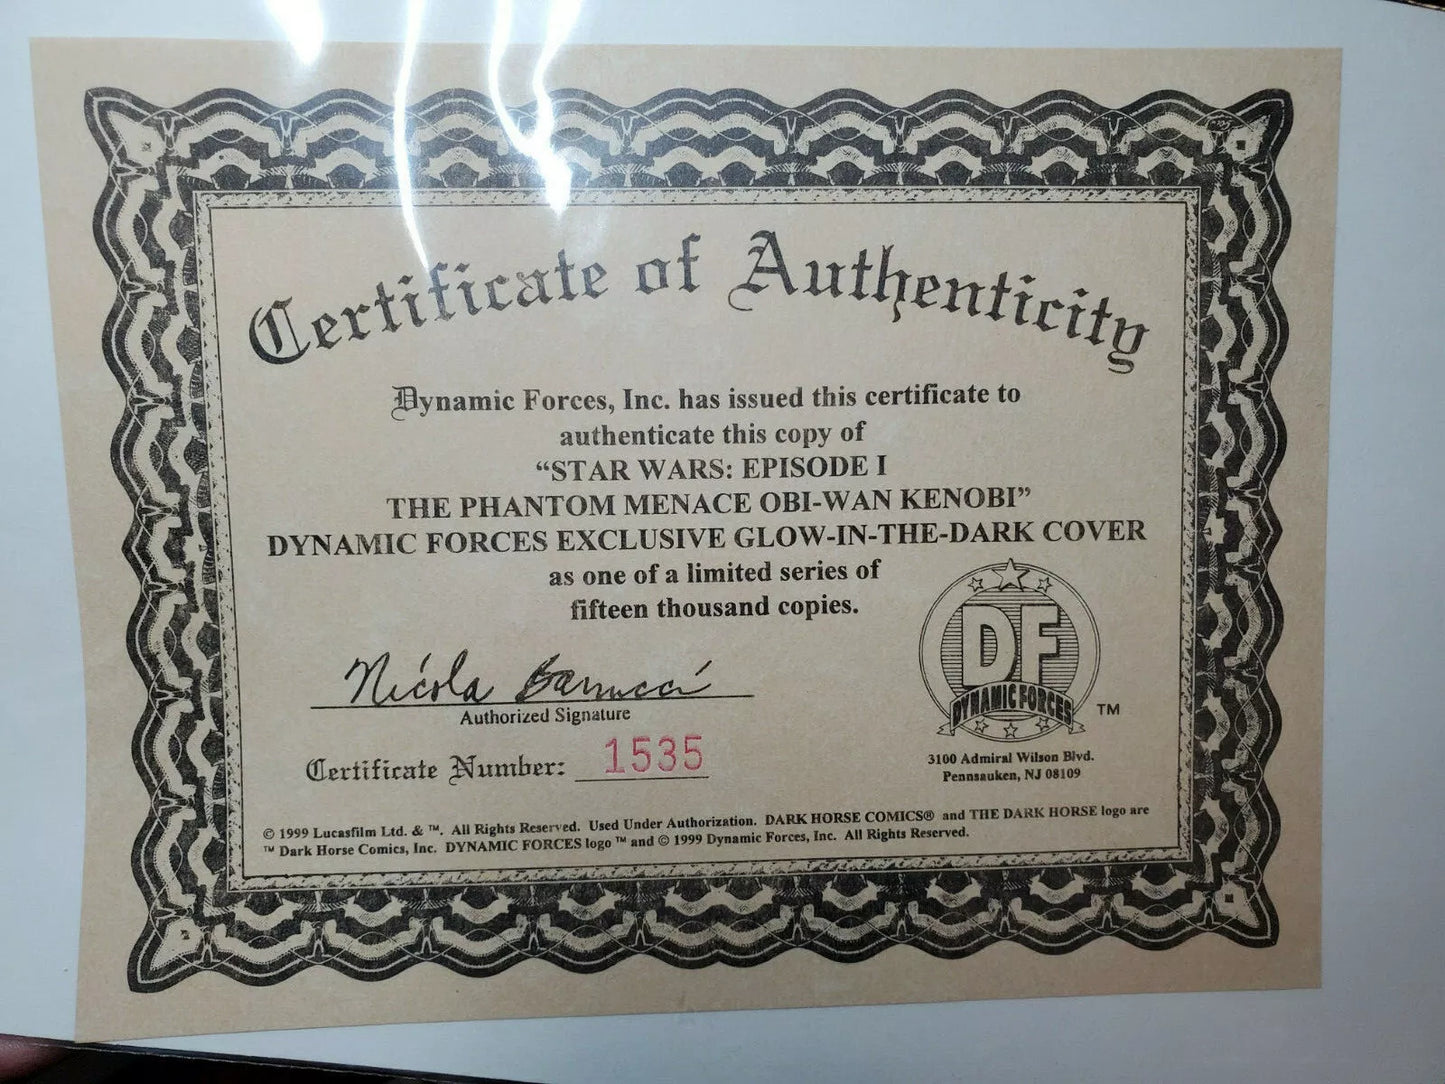 Certificate of Authenticity
Dynamic Forces, Inc. has issued this certificate to
authenticate this copy of
“STAR WARS: EPISODE I
THE PHANTOM MENACE OBI-WAN KENOBI”
DYNAMIC FORCES EXCLUSIVE GLOW-IN-THE-DARK COVER
as one of a limited series of
fifteen thousand copies.
DF
DYNAMIC FORCES
TM
Nicola Barrucci
Authorized Signature
Certificate Number: 1535
3100 Admiral Wilson Blvd.
Pennsauken, NJ 08109
© 1999 Lucasfilm Ltd. & ™. All Rights Reserved. Used Under Authorization. DARK HORSE COMICS® and THE DARK HORSE logo are
™ Dark Horse Comics, Inc. DYNAMIC FORCES logo ™ and © 1999 Dynamic Forces, Inc. All Rights Reserved.